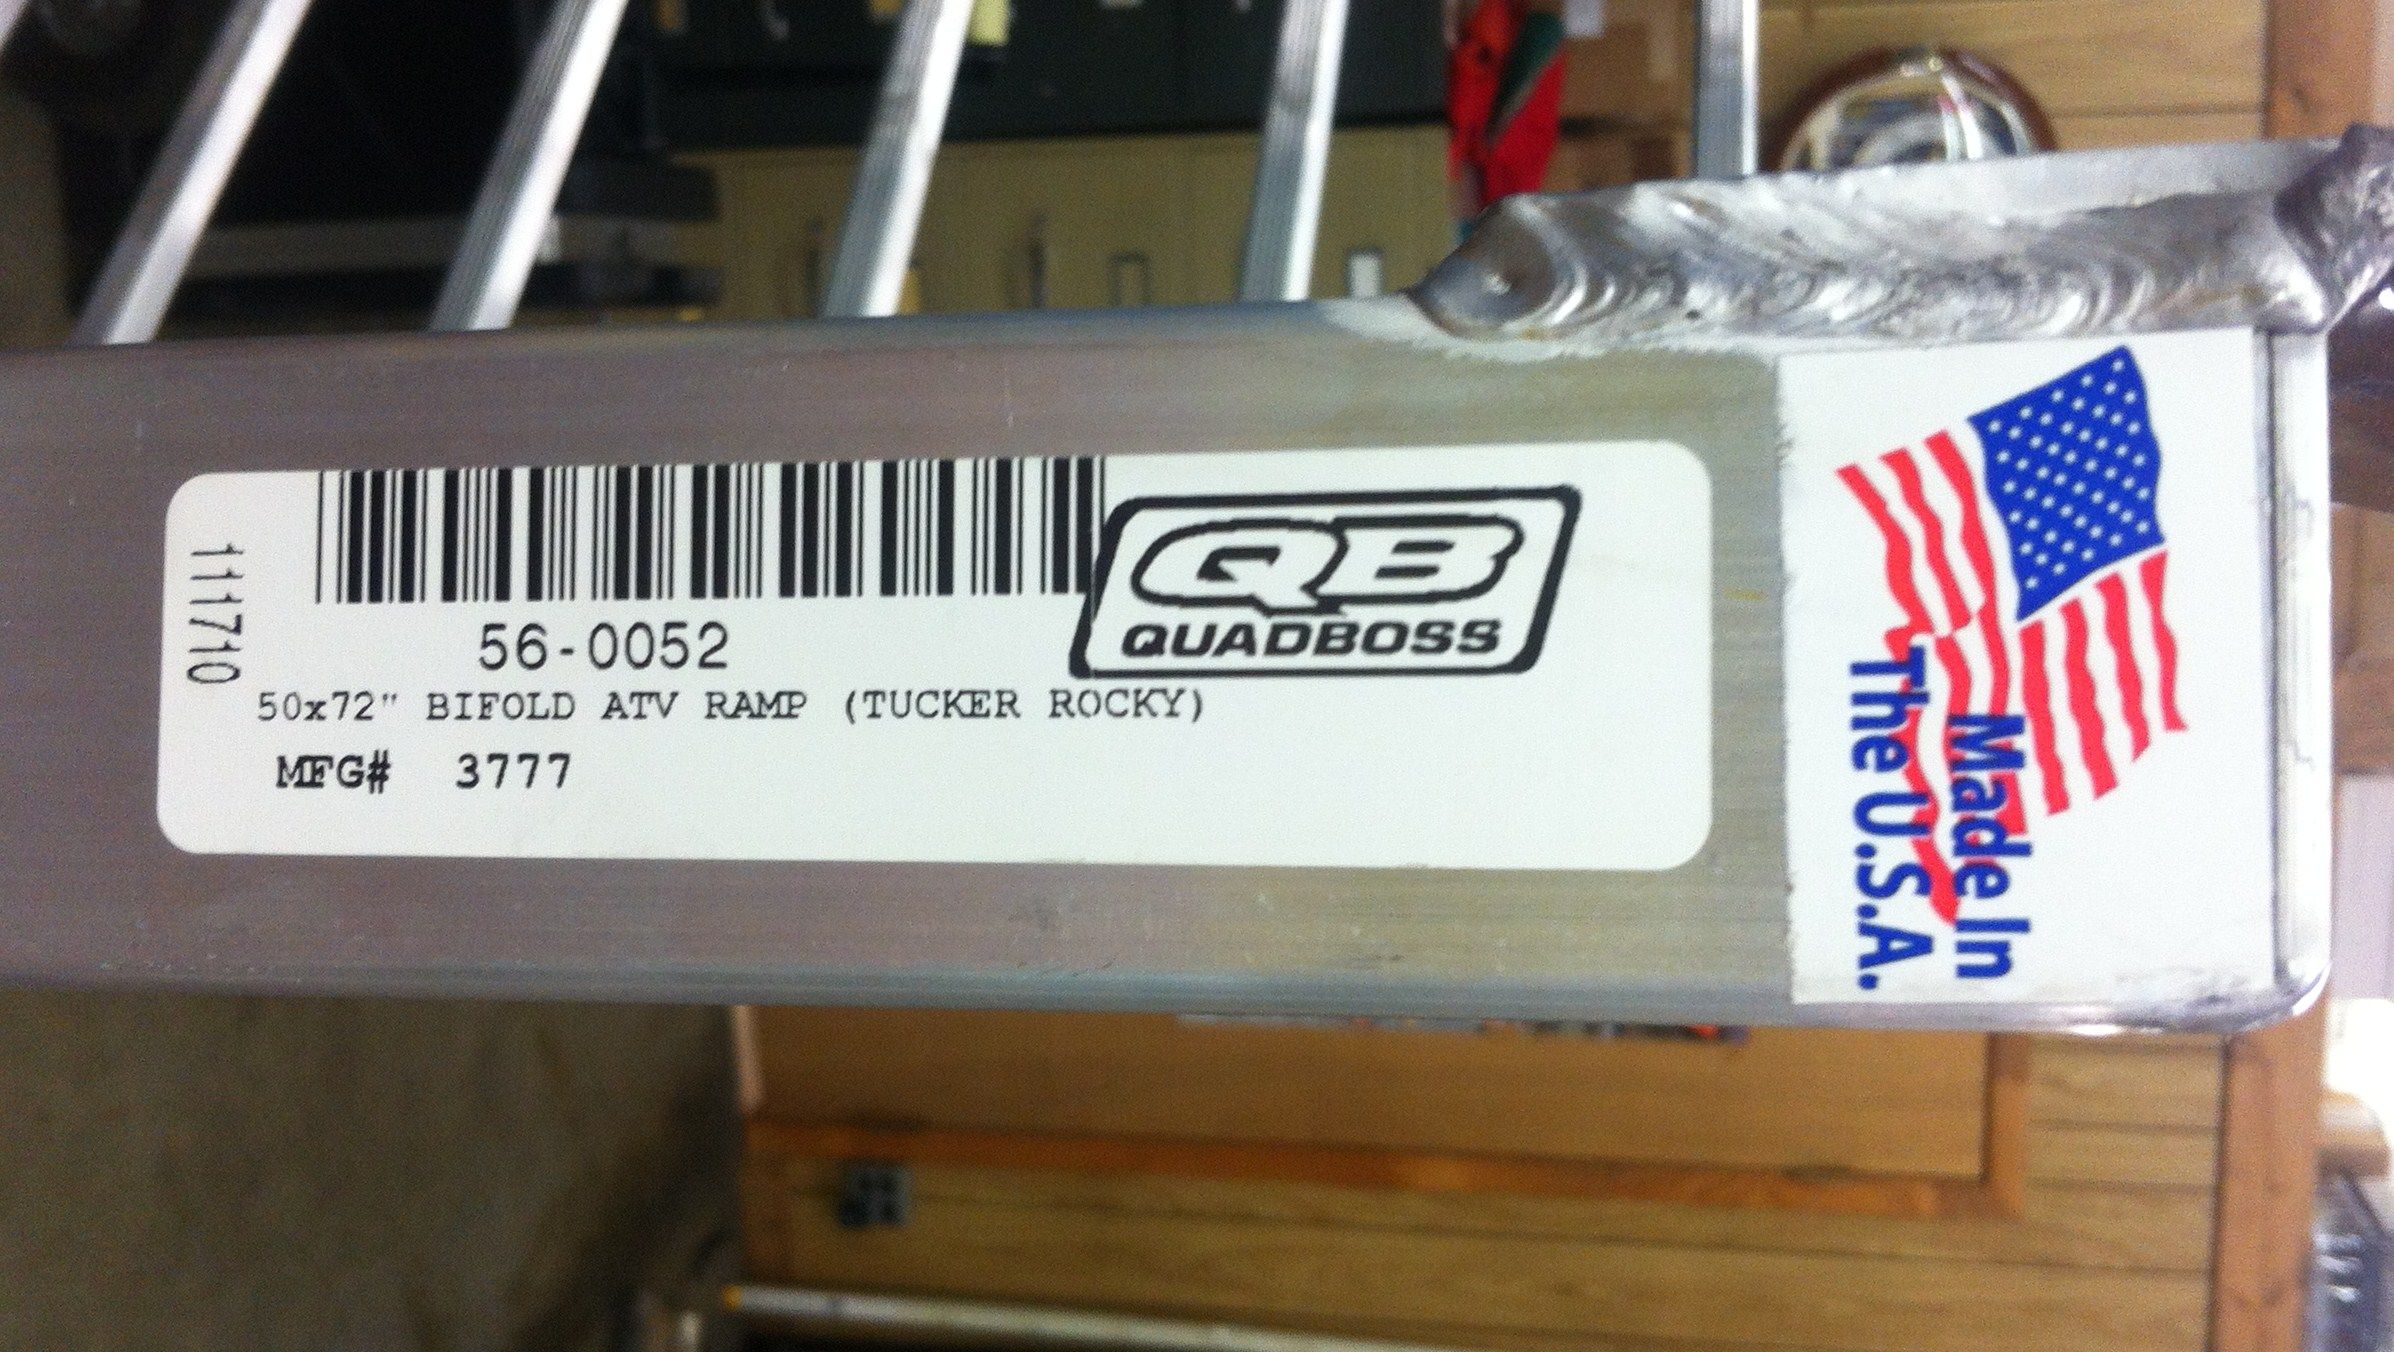 111710
56-0052
QB
QUADBOSS
50x72" BIFOLD ATV RAMP (TUCKER ROCKY)
MFG# 3777
Made In
The U.S.A.